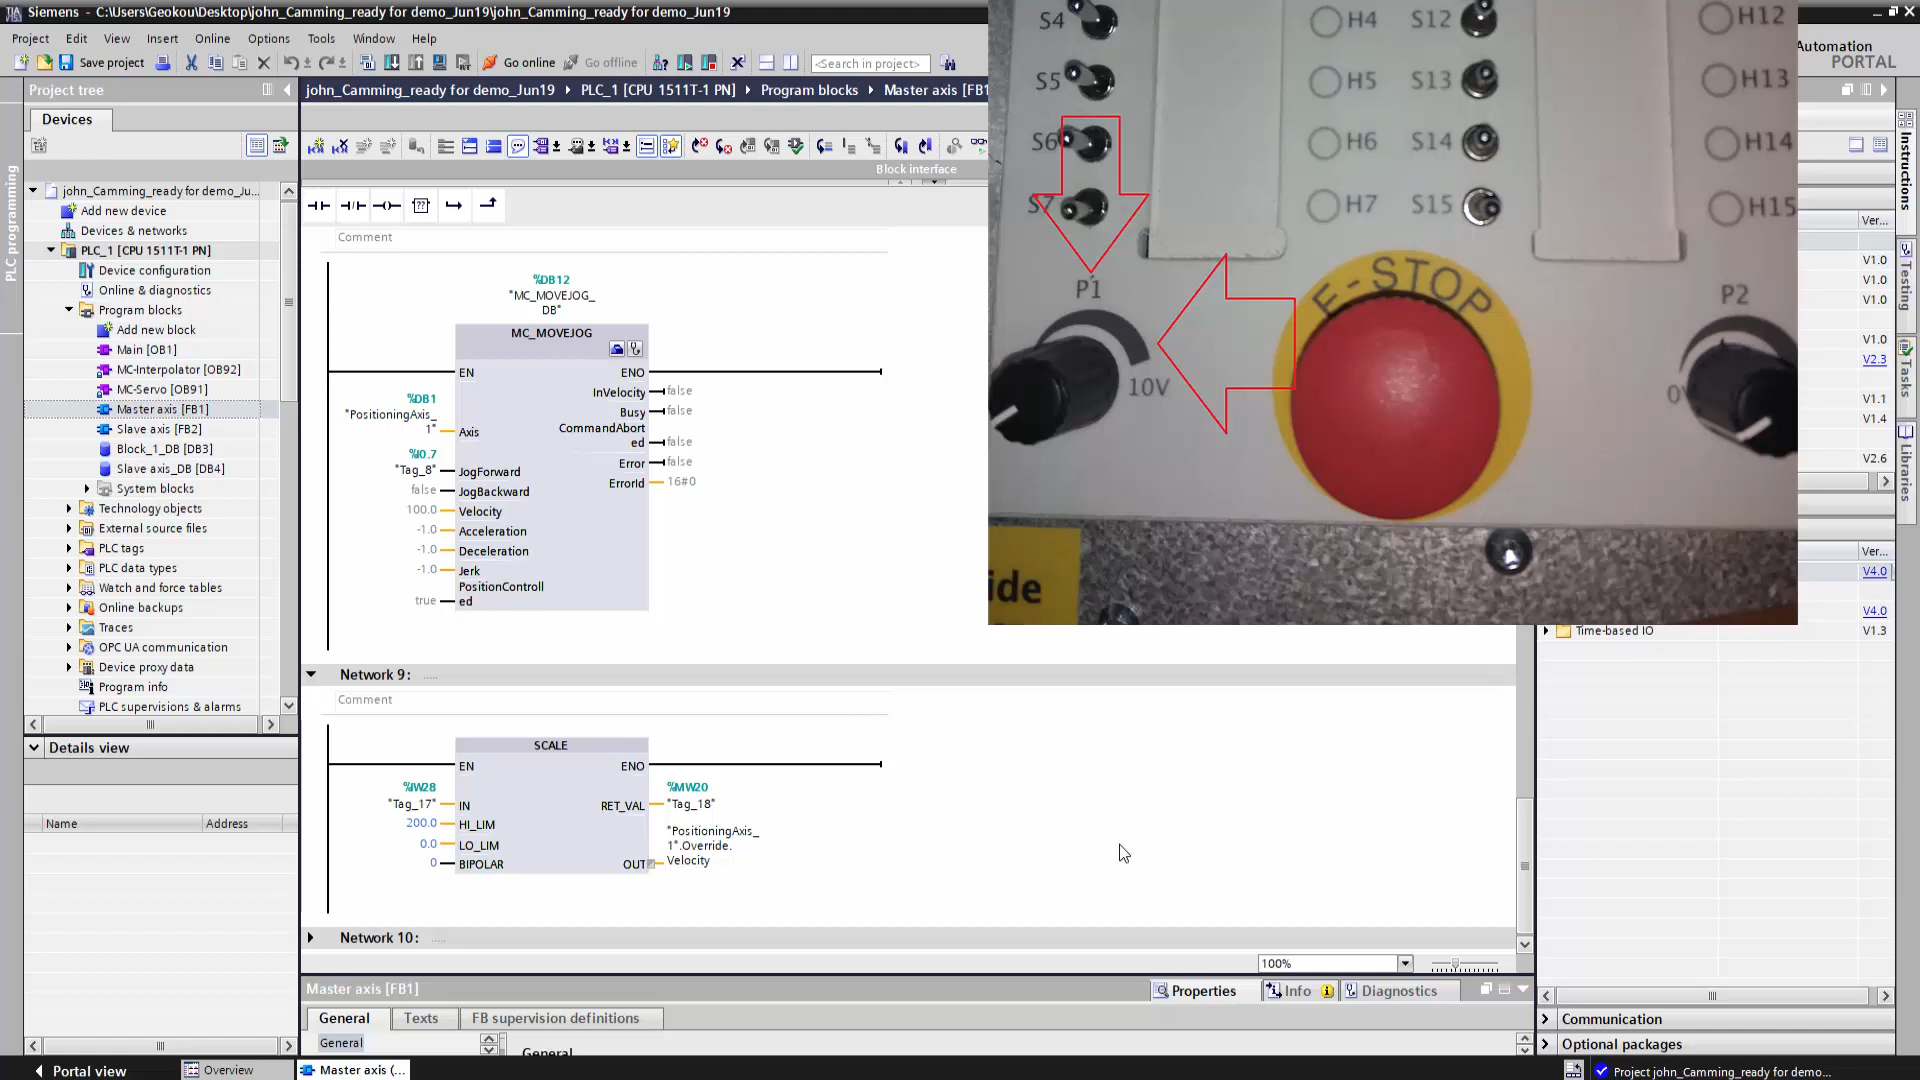 Siemens - C:\Users\Geokou\Desktop\john_Camming_ready for demo_Jun19\john_Camming_ready for demo_Jun19
Project Edit View Insert Online Options Tools Window Help
Save project
Go online
Go offline
<Search in project>
Automation
PORTAL
Project tree
john_Camming_ready for demo_Jun19 PLC_1 [CPU 1511T-1 PN] Program blocks Master axis [FB1
Devices
PLC programming
Block interface
john_Camming_ready for demo_Ju...
Add new device
Devices & networks
PLC_1 [CPU 1511T-1 PN]
Device configuration
Online & diagnostics
Program blocks
Add new block
Main [OB1]
MC-Interpolator [OB92]
MC-Servo [OB91]
Master axis [FB1]
Slave axis [FB2]
Block_1_DB [DB3]
Slave axis_DB [DB4]
System blocks
Technology objects
External source files
PLC tags
PLC data types
Watch and force tables
Online backups
Traces
OPC UA communication
Device proxy data
Program info
PLC supervisions & alarms
Details view
Name Address
Comment
%DB12
"MC_MOVEJOG_
DB"
MC_MOVEJOG
EN ENO
%DB1
"PositioningAxis_
1"
Axis
%I0.7
"Tag_8" JogForward
false JogBackward
100.0 Velocity
-1.0 Acceleration
-1.0 Deceleration
-1.0 Jerk
PositionControll
true ed
InVelocity false
Busy false
CommandAbort
ed false
Error false
ErrorId 16#0
Network 9: .....
Comment
SCALE
EN ENO
%IW28
"Tag_17" IN
200.0 HI_LIM
0.0 LO_LIM
0 BIPOLAR
%MW20
RET_VAL "Tag_18"
"PositioningAxis_
1".Override.
OUT Velocity
Network 10: .....
100%
Master axis [FB1]
Properties Info Diagnostics
General Texts FB supervision definitions
General
General
S4 H4 S12 H12
S5 H5 S13 H13
S6 H6 S14 H14
S7 H7 S15 H15
P1 E-STOP P2
10V
ide
Instructions
Testing
Tasks
Libraries
Ver...
V1.0
V1.0
V1.0
V1.0
V2.3
V1.1
V1.4
V2.6
Ver...
V4.0
V4.0
Time-based IO V1.3
Communication
Optional packages
Portal view
Overview
Master axis (...
Project john_Camming_ready for demo...